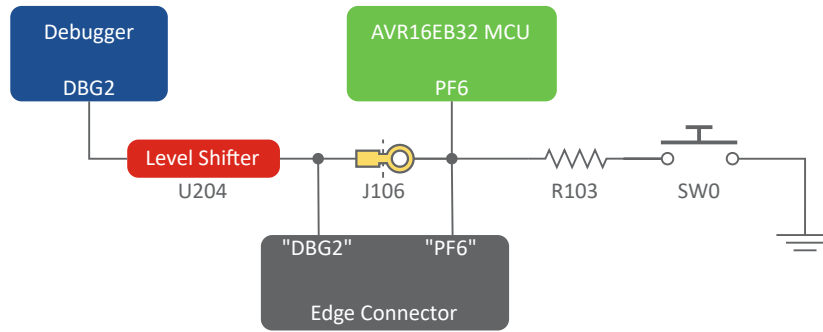 Debugger
DBG2
AVR16EB32 MCU
PF6
Level Shifter
U204
J106
R103
SW0
"DBG2"
"PF6"
Edge Connector